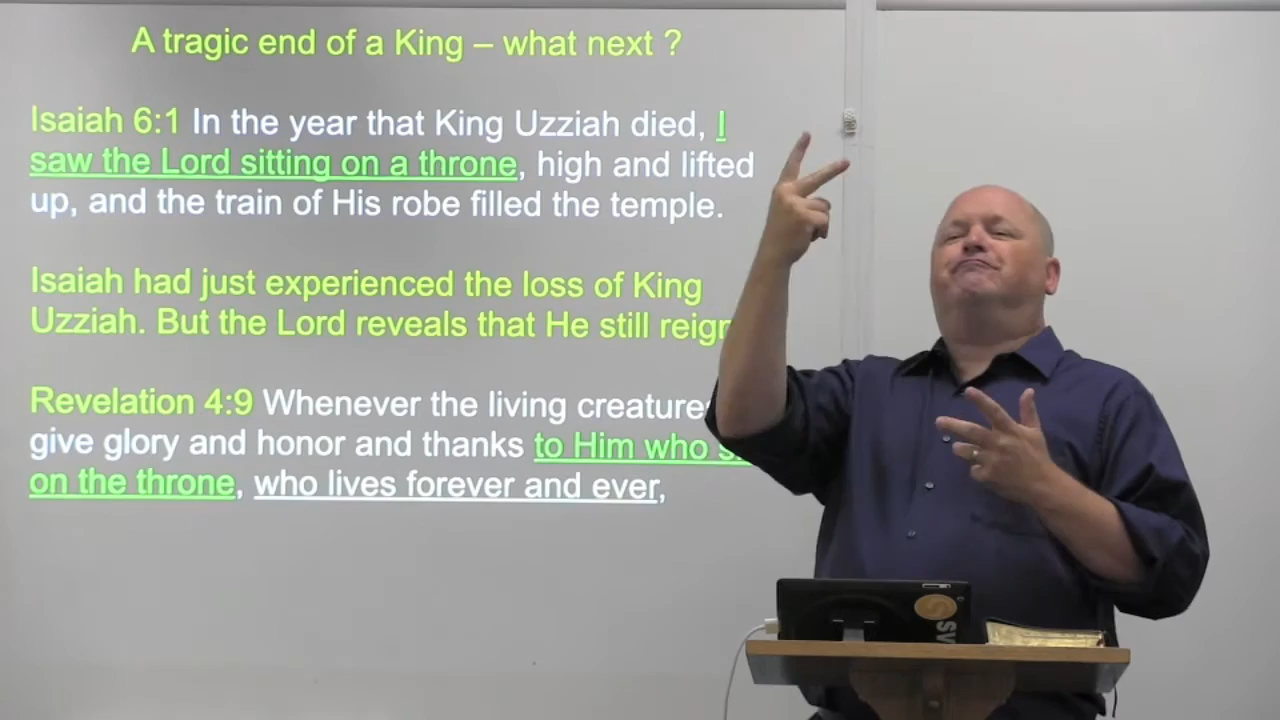 A tragic end of a King – what next ?
Isaiah 6:1 In the year that King Uzziah died, I
saw the Lord sitting on a throne, high and lifted
up, and the train of His robe filled the temple.
Isaiah had just experienced the loss of King
Uzziah. But the Lord reveals that He still
Revelation 4:9 Whenever the living creatures
give glory and honor and thanks to Him who
on the throne, who lives forever and ever,
SV